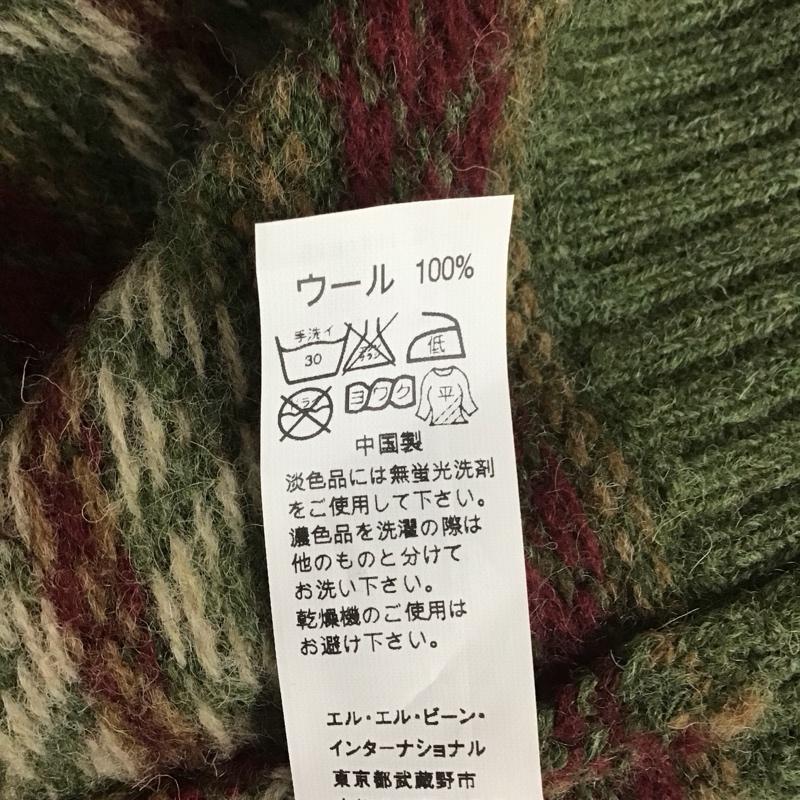 ウール 100%
手洗イ
30
低
ヨワク
平
中国製
淡色品には無蛍光洗剤
をご使用して下さい。
濃色品を洗濯の際は
他のものと分けて
お洗い下さい。
乾燥機のご使用は
お避け下さい。
エル・エル・ビーン・
インターナショナル
東京都武蔵野市